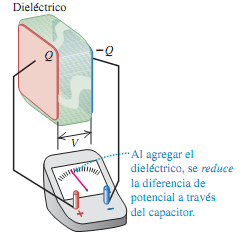 Dieléctrico
Q
–Q
V
Al agregar el
dieléctrico, se reduce
la diferencia de
potencial a través
del capacitor.
+
–